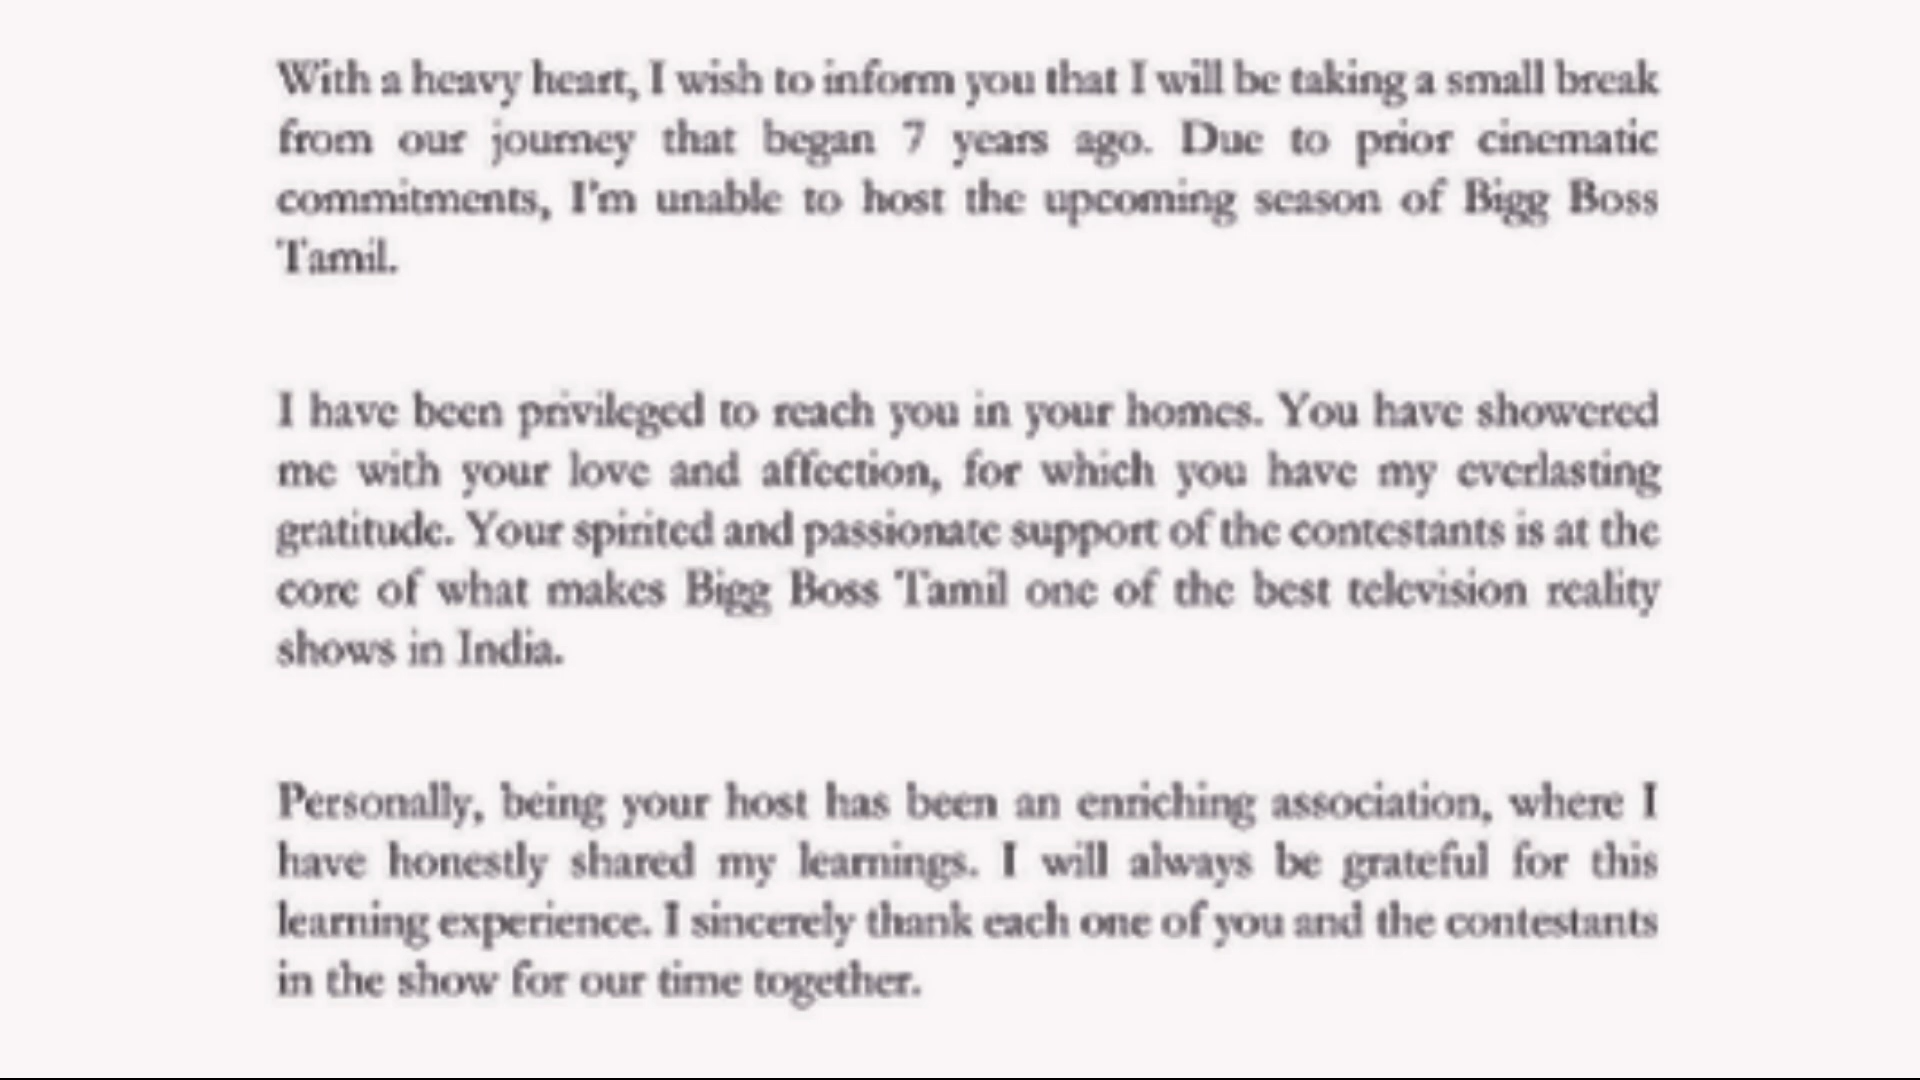 With a heavy heart, I wish to inform you that I will be taking a small break
from our journey that began 7 years ago. Due to prior cinematic
commitments, I'm unable to host the upcoming season of Bigg Boss
Tamil.
I have been privileged to reach you in your homes. You have showered
me with your love and affection, for which you have my everlasting
gratitude. Your spirited and passionate support of the contestants is at the
core of what makes Bigg Boss Tamil one of the best television reality
shows in India.
Personally, being your host has been an enriching association, where I
have honestly shared my learnings. I will always be grateful for this
learning experience. I sincerely thank each one of you and the contestants
in the show for our time together.